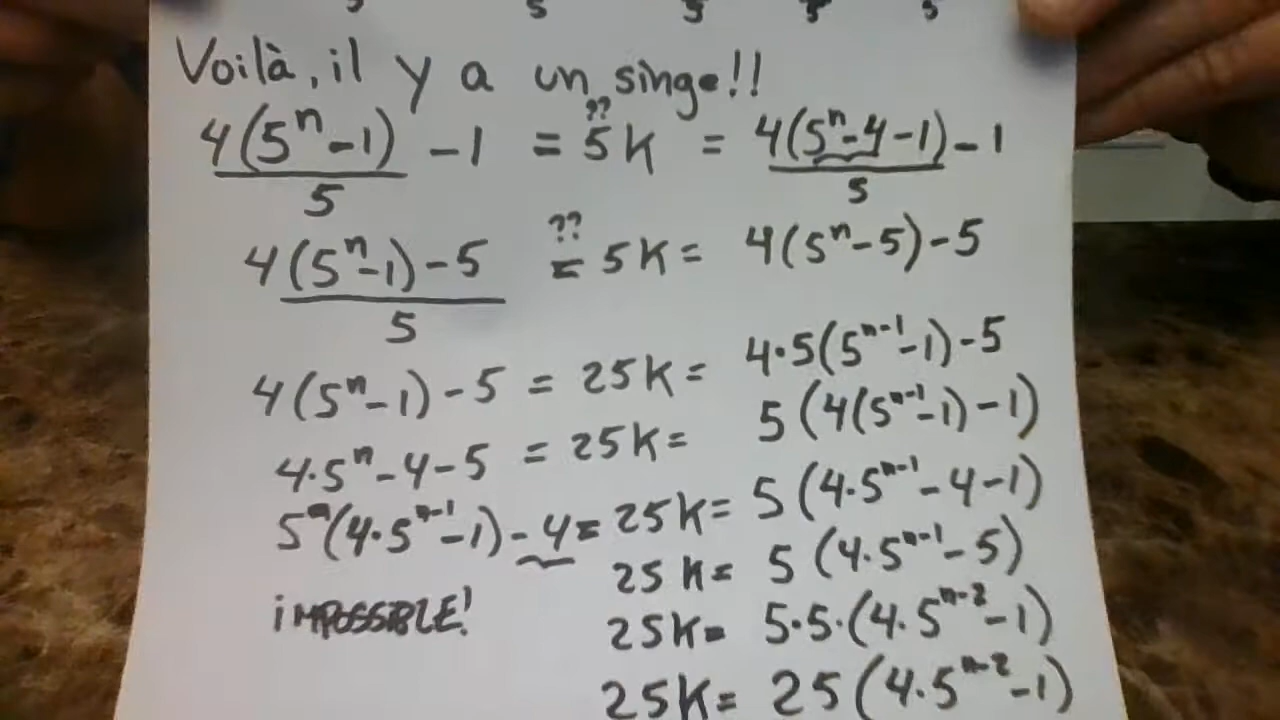 Voilà, il y a un singe!!
4(5ⁿ-1)/5 - 1 =?? 5K = 4(5ⁿ-4-1)/5 - 1
(4(5ⁿ-1)-5)/5 =?? 5K = 4(5ⁿ-5)-5
4(5ⁿ-1)-5 = 25K = 4·5(5ⁿ⁻¹-1)-5
4·5ⁿ-4-5 = 25K = 5(4(5ⁿ⁻¹-1)-1)
5(4·5ⁿ⁻¹-1)-4 = 25K = 5(4·5ⁿ⁻¹-4-1)
25K = 5(4·5ⁿ⁻¹-5)
iMPOSSIBLE! 25K = 5·5·(4·5ⁿ⁻²-1)
25K = 25(4·5ⁿ⁻²-1)